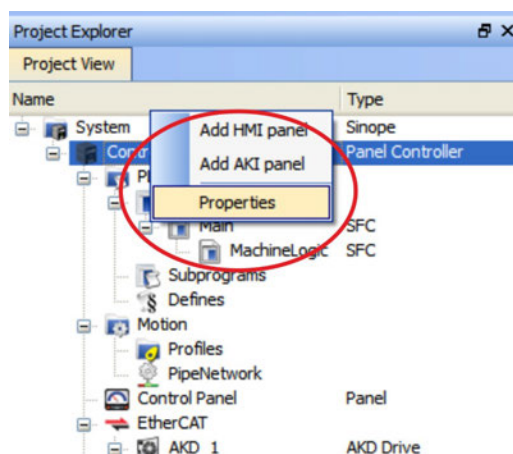 Project Explorer
Project View
Name Type
System Sinope
Add HMI panel
Panel Controller
Add AKI panel
Properties
Main SFC
MachineLogic SFC
Subprograms
Defines
Motion
Profiles
PipeNetwork
Control Panel Panel
EtherCAT
AKD_1 AKD Drive